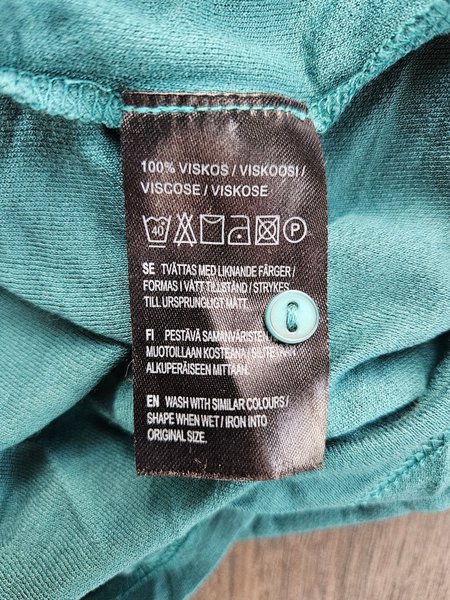 100% VISKOS / VISKOOSI /
VISCOSE / VISKOSE
40 P
SE TVÄTTAS MED LIKNANDE FÄRGER /
FORMAS I VÅTT TILLSTÅND / STRYKES
TILL URSPRUNGLIGT MÅTT.
FI PESTÄVÄ
MUOTOILLAAN KOSTEANA /
ALKUPERÄISEEN MITTAAN.
EN WASH WITH SIMILAR COLOURS /
SHAPE WHEN WET / IRON INTO
ORIGINAL SIZE.